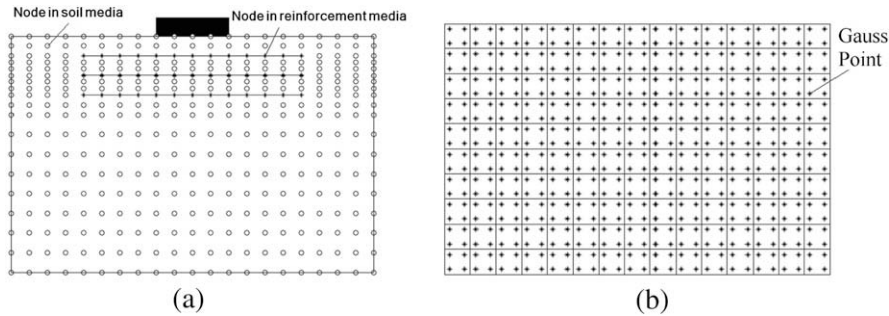 Node in soil media
Node in reinforcement media
Gauss
Point
(a)
(b)